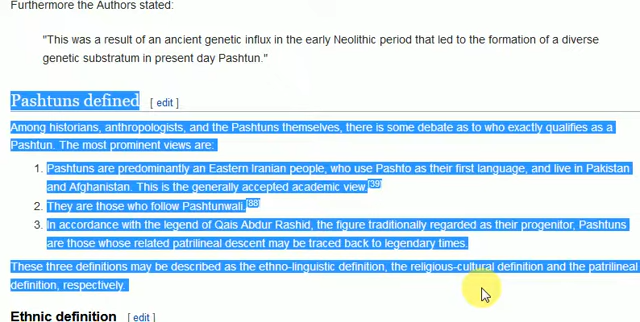 Furthermore the Authors stated:
"This was a result of an ancient genetic influx in the early Neolithic period that led to the formation of a diverse
genetic substratum in present day Pashtun."
Pashtuns defined [ edit ]
Among historians, anthropologists, and the Pashtuns themselves, there is some debate as to who exactly qualifies as a
Pashtun. The most prominent views are:
1. Pashtuns are predominantly an Eastern Iranian people, who use Pashto as their first language, and live in Pakistan
and Afghanistan. This is the generally accepted academic view.[39]
2. They are those who follow Pashtunwali.[88]
3. In accordance with the legend of Qais Abdur Rashid, the figure traditionally regarded as their progenitor, Pashtuns
are those whose related patrilineal descent may be traced back to legendary times.
These three definitions may be described as the ethno-linguistic definition, the religious-cultural definition and the patrilineal
definition, respectively.
Ethnic definition [ edit ]